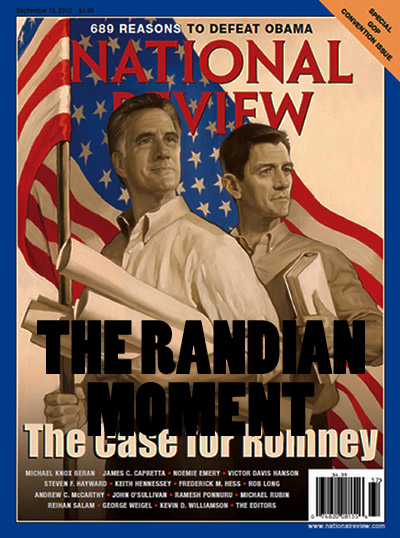 September 10, 2012 $4.99
SPECIAL
GOP
CONVENTION ISSUE
689 REASONS TO DEFEAT OBAMA
NATIONAL
REVIEW
THE RANDIAN
MOMENT
The Case for Romney
MICHAEL KNOX BERAN • JAMES C. CAPRETTA • NOEMIE EMERY • VICTOR DAVIS HANSON
STEVEN F. HAYWARD • KEITH HENNESSEY • FREDERICK M. HESS • ROB LONG
ANDREW C. McCARTHY • JOHN O'SULLIVAN • RAMESH PONNURU • MICHAEL RUBIN
REIHAN SALAM • GEORGE WEIGEL • KEVIN D. WILLIAMSON • THE EDITORS
$4.99
www.nationalreview.com